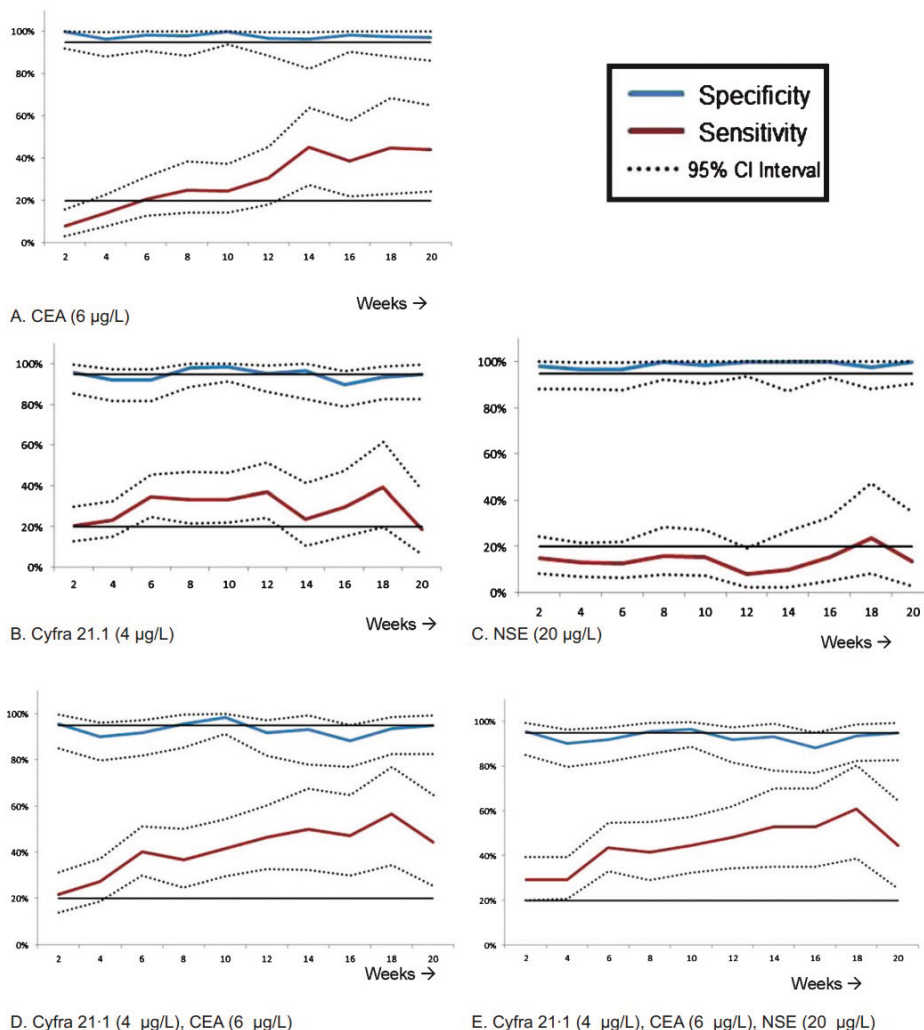 100%
80%
60%
40%
20%
0%
2 4 6 8 10 12 14 16 18 20
Weeks →
A. CEA (6 µg/L)
Specificity
Sensitivity
95% CI Interval
100%
80%
60%
40%
20%
0%
2 4 6 8 10 12 14 16 18 20
Weeks →
B. Cyfra 21.1 (4 µg/L)
100%
80%
60%
40%
20%
0%
2 4 6 8 10 12 14 16 18 20
Weeks →
C. NSE (20 µg/L)
100%
80%
60%
40%
20%
0%
2 4 6 8 10 12 14 16 18 20
Weeks →
D. Cyfra 21·1 (4 µg/L), CEA (6 µg/L)
100%
80%
60%
40%
20%
0%
2 4 6 8 10 12 14 16 18 20
Weeks →
E. Cyfra 21·1 (4 µg/L), CEA (6 µg/L), NSE (20 µg/L)